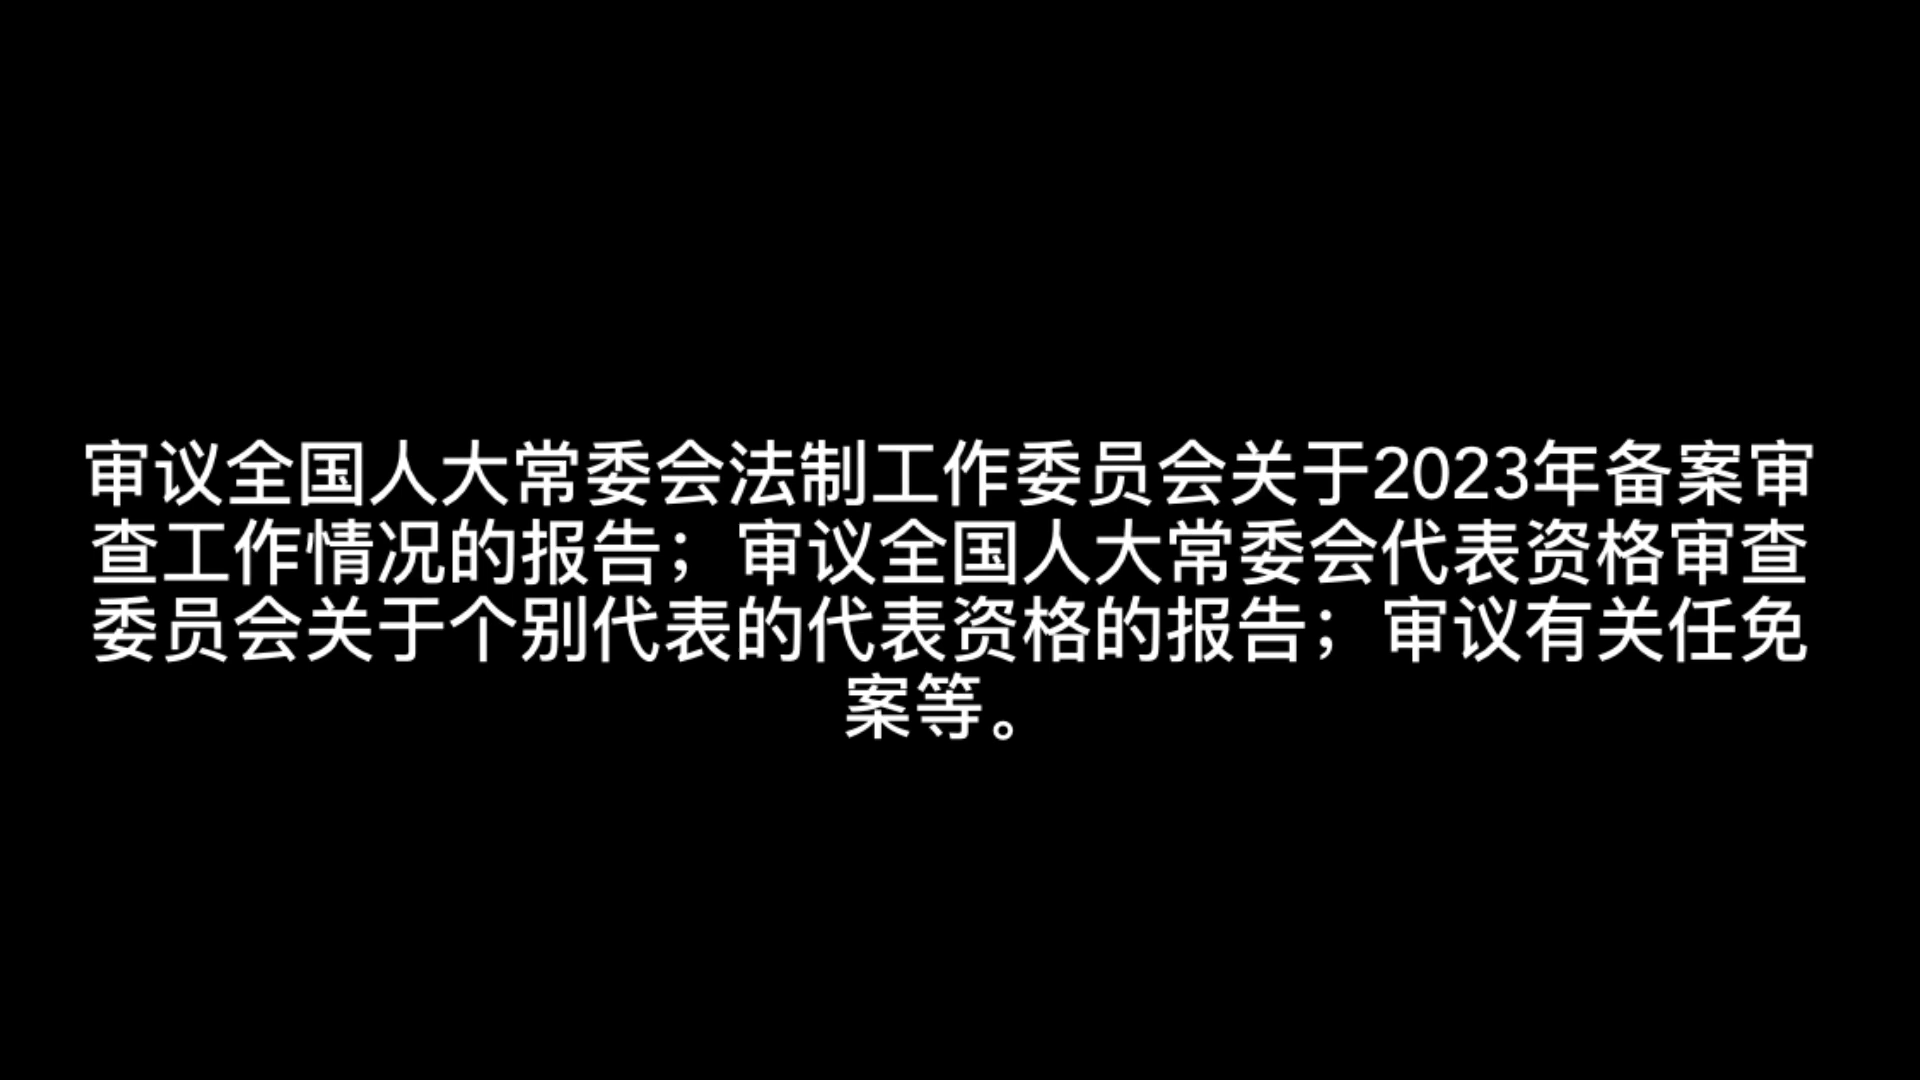 审议全国人大常委会法制工作委员会关于2023年备案审
查工作情况的报告；审议全国人大常委会代表资格审查
委员会关于个别代表的代表资格的报告；审议有关任免
案等。